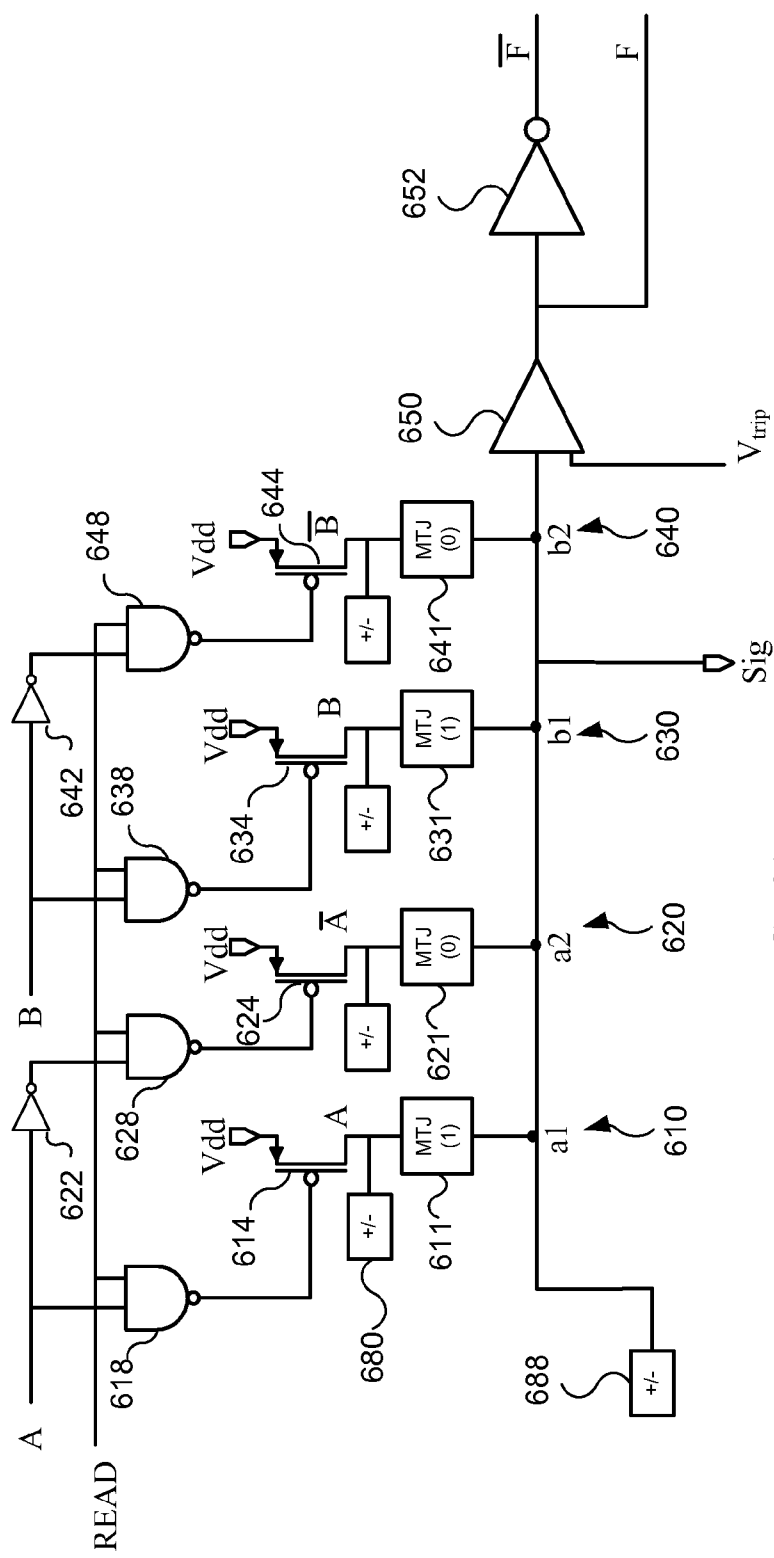 A
B
READ
618
622
628
638
642
648
Vdd
Vdd
Vdd
Vdd
614
A
624
A̅
634
B
644
B̅
680
+/-
+/-
+/-
+/-
MTJ
(1)
MTJ
(0)
MTJ
(1)
MTJ
(0)
611
621
631
641
650
652
F̅
F
688
+/-
a1
a2
b1
b2
610
620
630
640
Sig
Vtrip